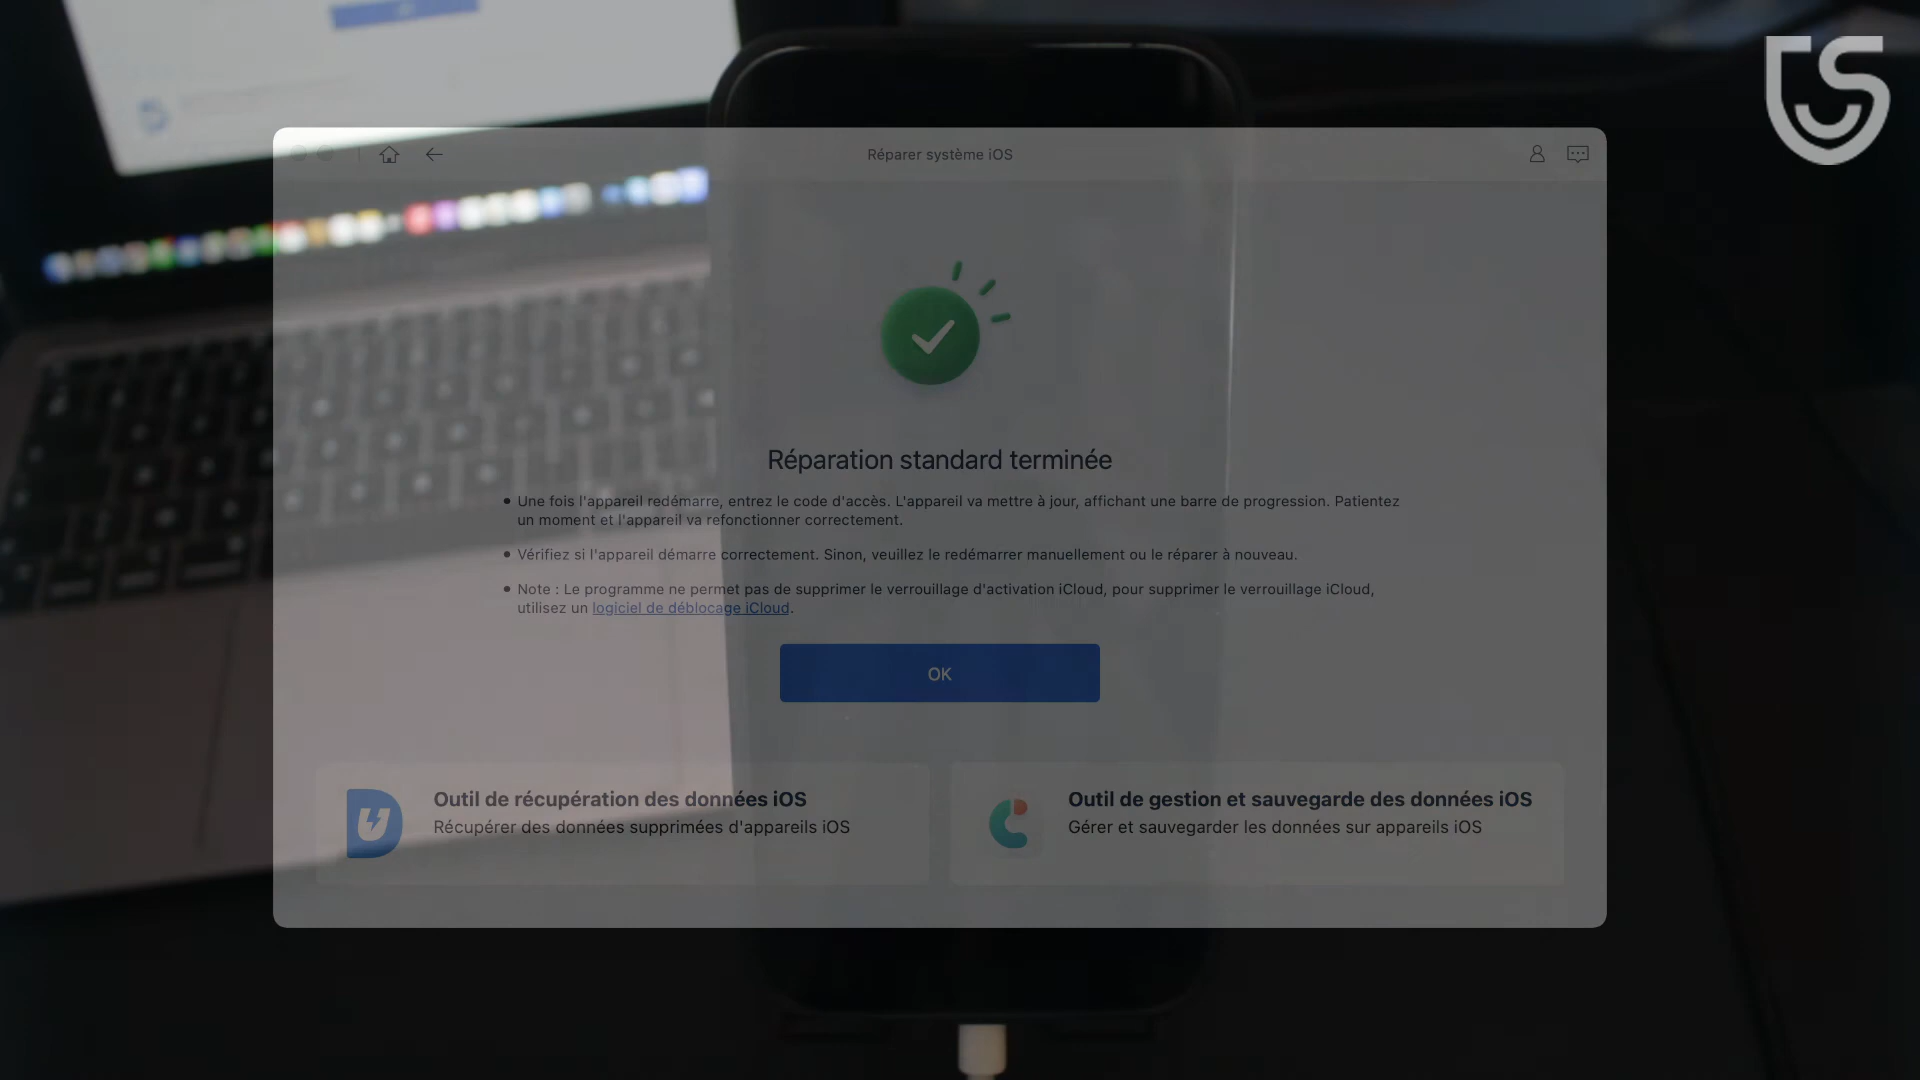 Réparer système iOS
Réparation standard terminée
• Une fois l'appareil redémarre, entrez le code d'accès. L'appareil va mettre à jour, affichant une barre de progression. Patientez
un moment et l'appareil va refonctionner correctement.
• Vérifiez si l'appareil démarre correctement. Sinon, veuillez le redémarrer manuellement ou le réparer à nouveau.
• Note : Le programme ne permet pas de supprimer le verrouillage d'activation iCloud, pour supprimer le verrouillage iCloud,
utilisez un logiciel de déblocage iCloud.
OK
Outil de récupération des données iOS
Récupérer des données supprimées d'appareils iOS
Outil de gestion et sauvegarde des données iOS
Gérer et sauvegarder les données sur appareils iOS